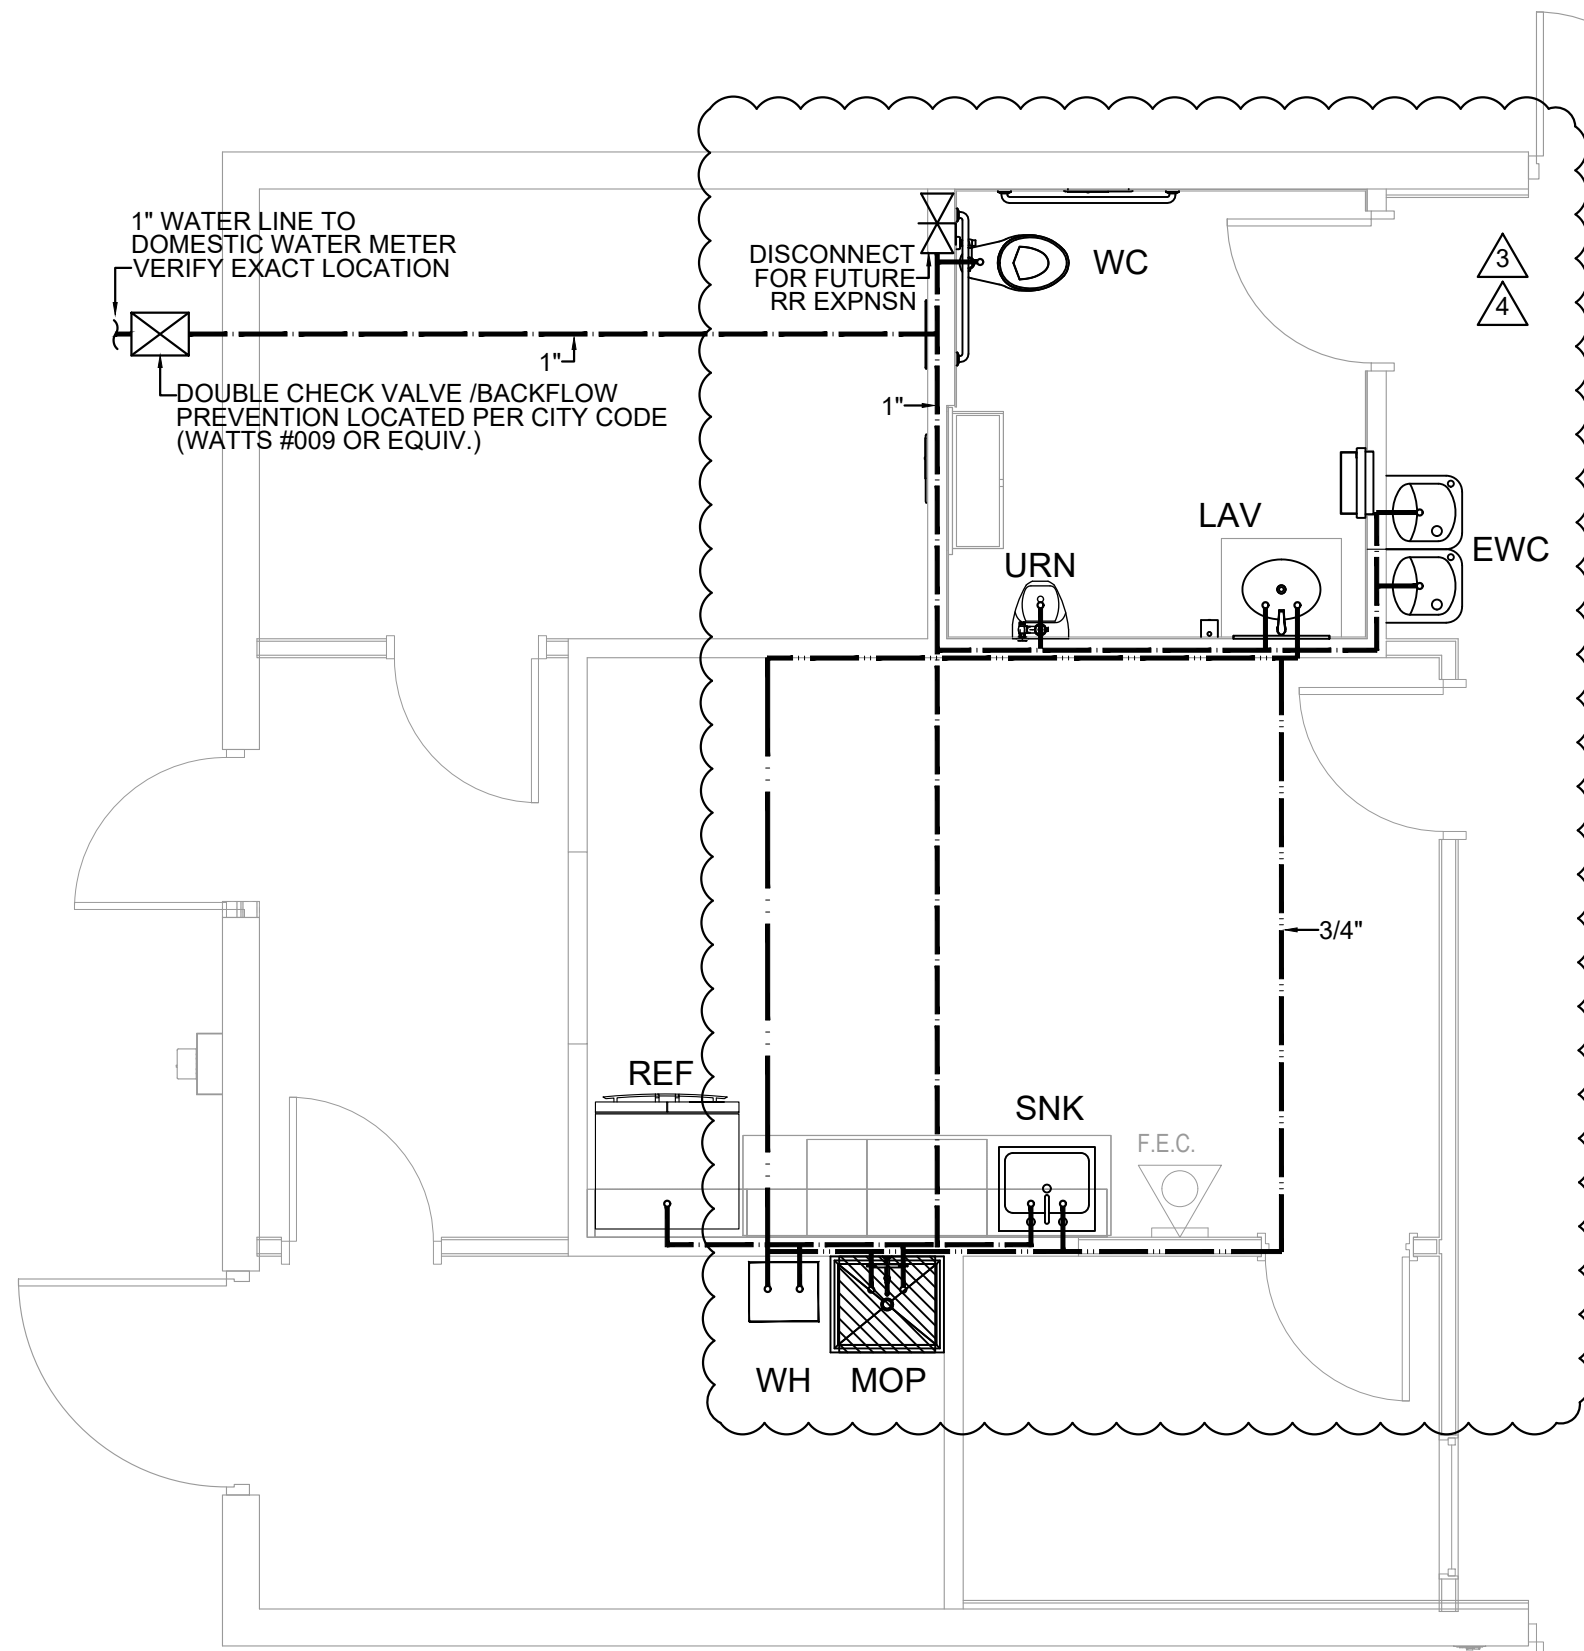 1" WATER LINE TO
DOMESTIC WATER METER
VERIFY EXACT LOCATION
DISCONNECT
FOR FUTURE
RR EXPNSN
WC
3
4
1"
DOUBLE CHECK VALVE /BACKFLOW
PREVENTION LOCATED PER CITY CODE
(WATTS #009 OR EQUIV.)
1"
LAV
EWC
URN
3/4"
REF
SNK
F.E.C.
WH
MOP